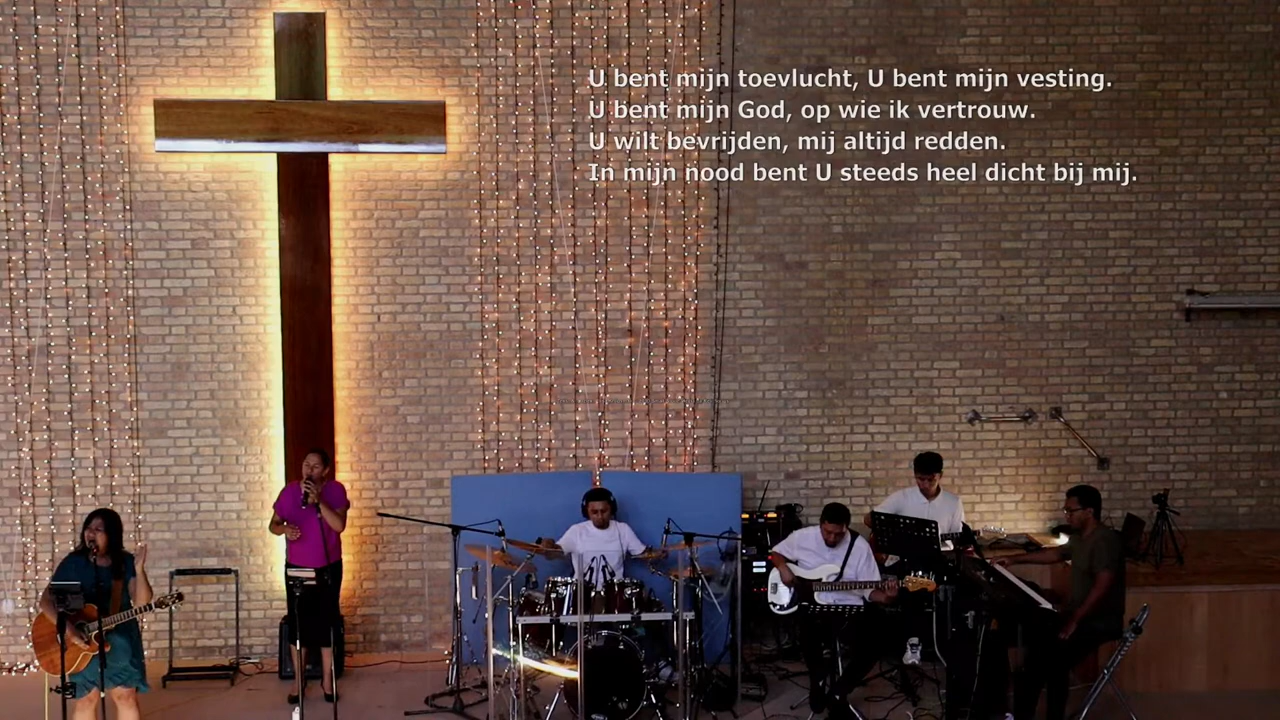 U bent mijn toevlucht, U bent mijn vesting.
U bent mijn God, op wie ik vertrouw.
U wilt bevrijden, mij altijd redden.
In mijn nood bent U steeds heel dicht bij mij.